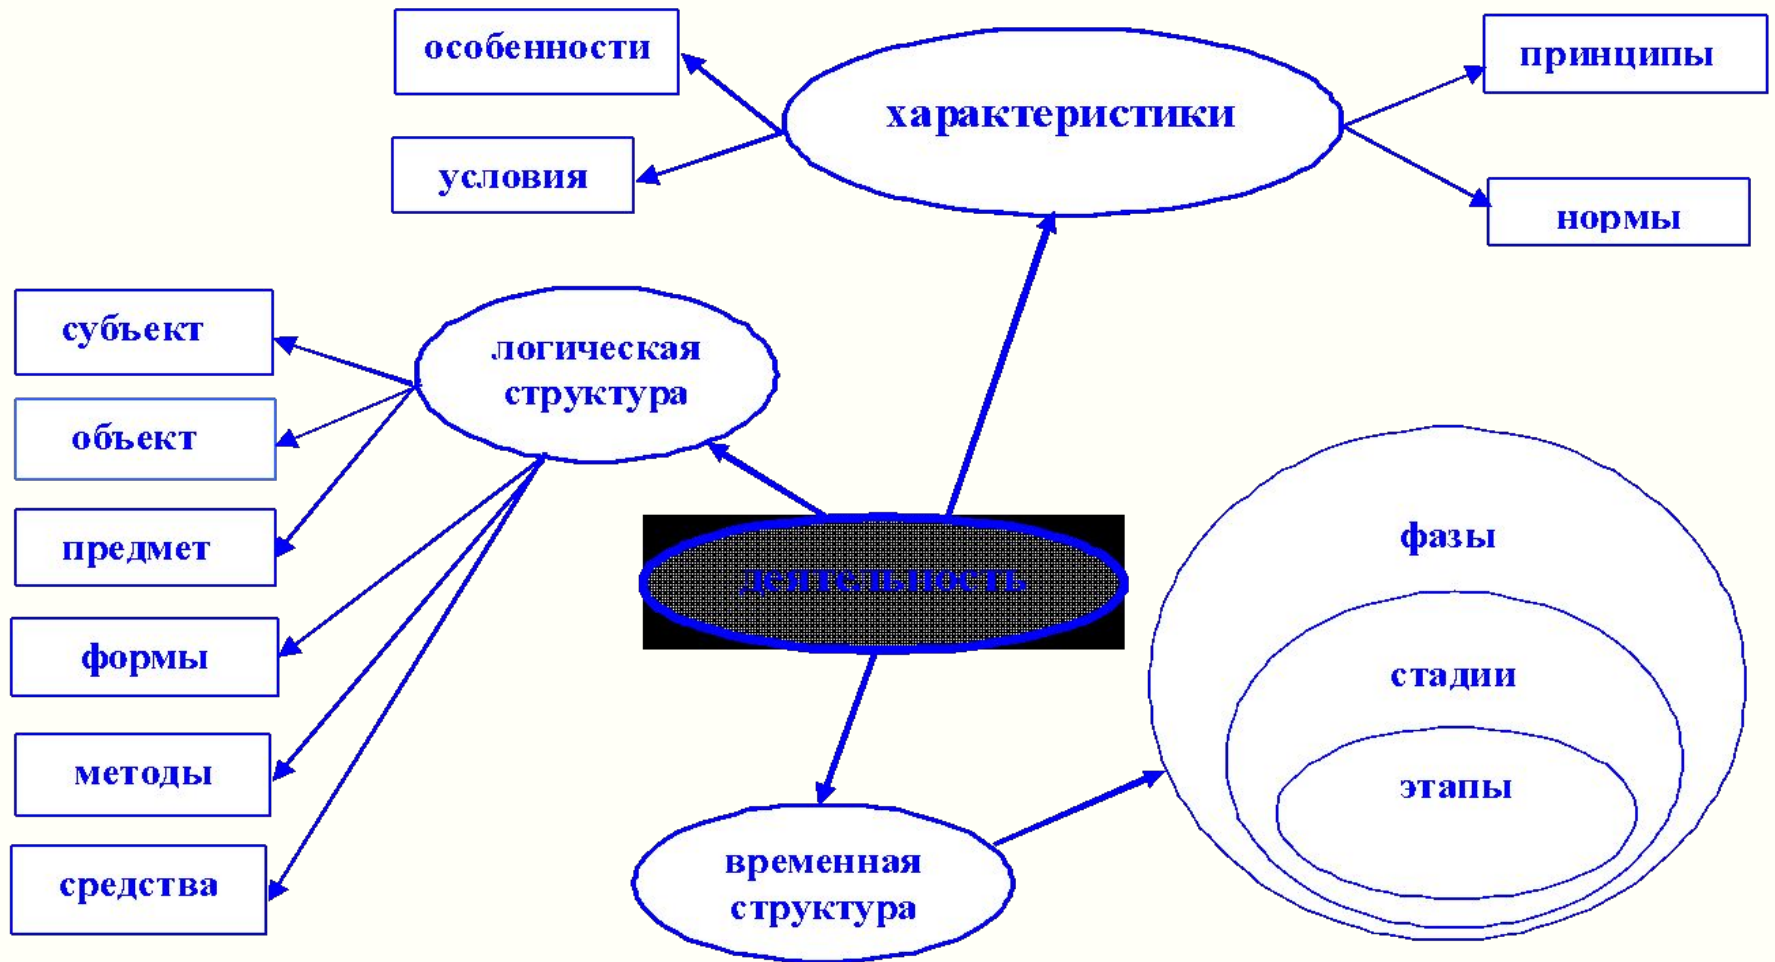 особенности
характеристики
принципы
условия
нормы
субъект
логическая
структура
объект
предмет
формы
методы
средства
деятельность
фазы
стадии
этапы
временная
структура